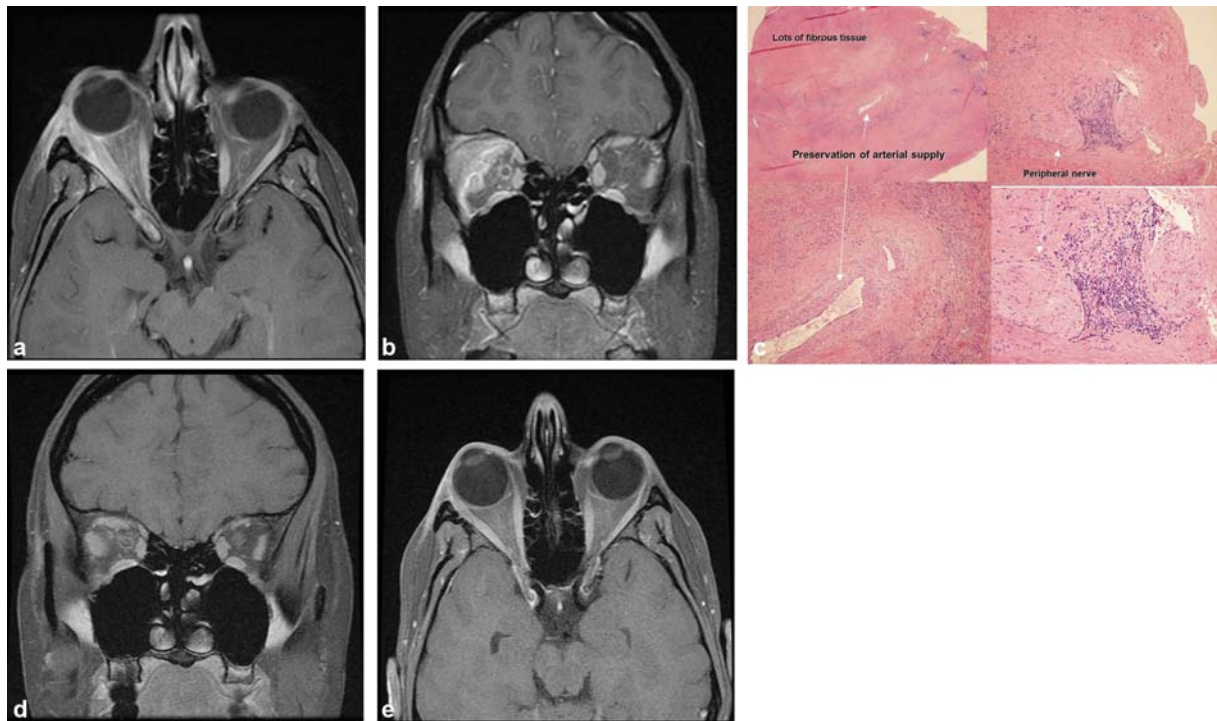 a
b
Lots of fibrous tissue
Preservation of arterial supply
Peripheral nerve
c
d
e